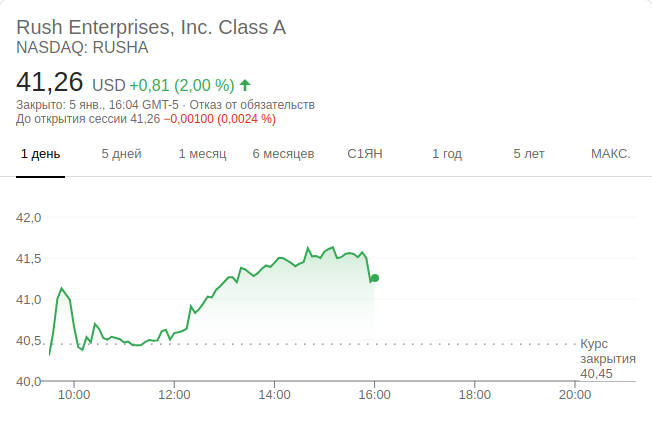 Rush Enterprises, Inc. Class A
NASDAQ: RUSHA
41,26 USD +0,81 (2,00 %)
Закрыто: 5 янв., 16:04 GMT-5 · Отказ от обязательств
До открытия сессии 41,26 −0,00100 (0,0024 %)
1 день 5 дней 1 месяц 6 месяцев С1ЯН 1 год 5 лет МАКС.
42,0
41,5
41,0
40,5
40,0
Курс
закрытия
40,45
10:00 12:00 14:00 16:00 18:00 20:00